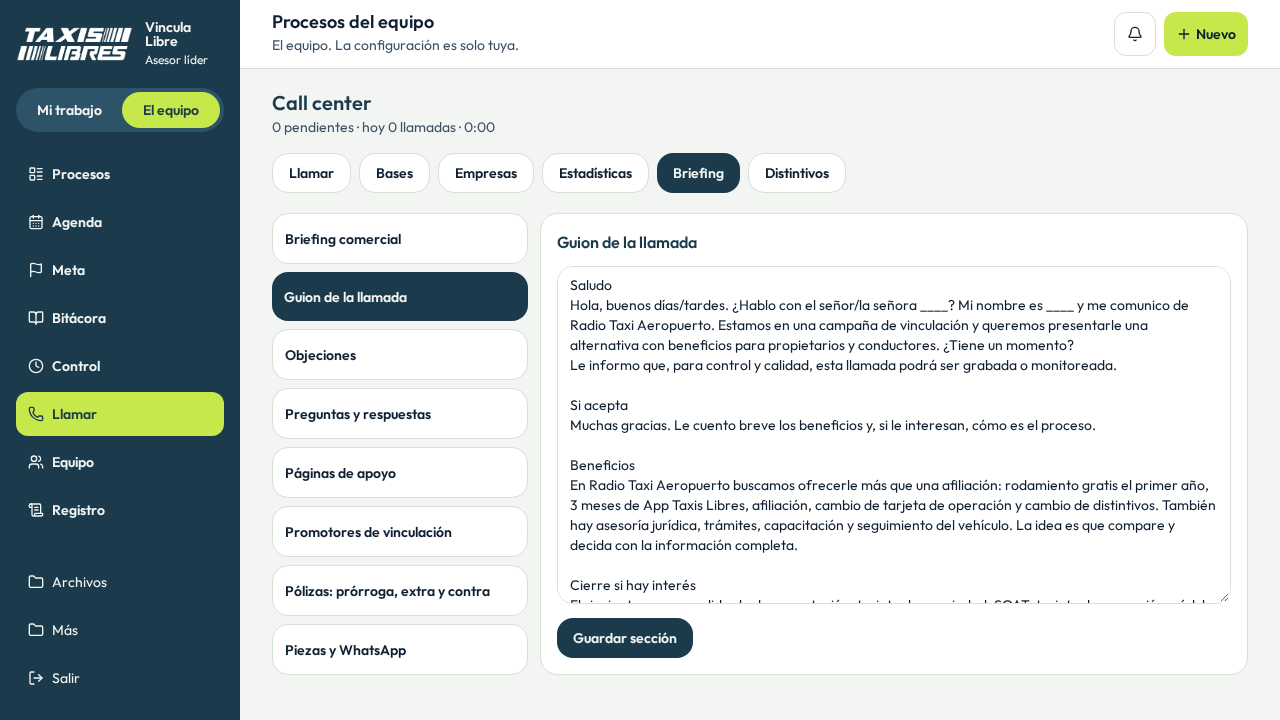 TAXIS
LIBRES
Vincula
Libre
Asesor líder
Mi trabajo
El equipo
Procesos
Agenda
Meta
Bitácora
Control
Llamar
Equipo
Registro
Archivos
Más
Salir
Procesos del equipo
El equipo. La configuración es solo tuya.
Nuevo
Call center
0 pendientes · hoy 0 llamadas · 0:00
Llamar
Bases
Empresas
Estadísticas
Briefing
Distintivos
Briefing comercial
Guion de la llamada
Objeciones
Preguntas y respuestas
Páginas de apoyo
Promotores de vinculación
Pólizas: prórroga, extra y contra
Piezas y WhatsApp
Guion de la llamada
Saludo
Hola, buenos días/tardes. ¿Hablo con el señor/la señora ____? Mi nombre es ____ y me comunico de
Radio Taxi Aeropuerto. Estamos en una campaña de vinculación y queremos presentarle una
alternativa con beneficios para propietarios y conductores. ¿Tiene un momento?
Le informo que, para control y calidad, esta llamada podrá ser grabada o monitoreada.
Si acepta
Muchas gracias. Le cuento breve los beneficios y, si le interesan, cómo es el proceso.
Beneficios
En Radio Taxi Aeropuerto buscamos ofrecerle más que una afiliación: rodamiento gratis el primer año,
3 meses de App Taxis Libres, afiliación, cambio de tarjeta de operación y cambio de distintivos. También
hay asesoría jurídica, trámites, capacitación y seguimiento del vehículo. La idea es que compare y
decida con la información completa.
Cierre si hay interés
Guardar sección